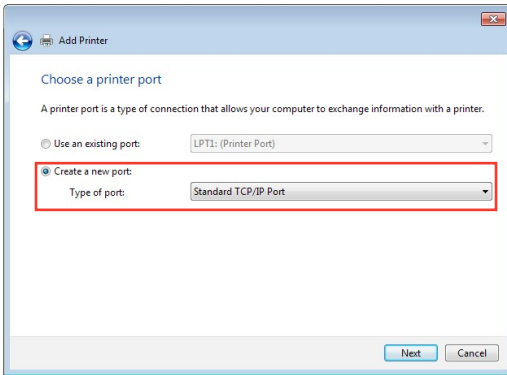 Add Printer
Choose a printer port
A printer port is a type of connection that allows your computer to exchange information with a printer.
Use an existing port: LPT1: (Printer Port)
Create a new port:
Type of port: Standard TCP/IP Port
Next Cancel